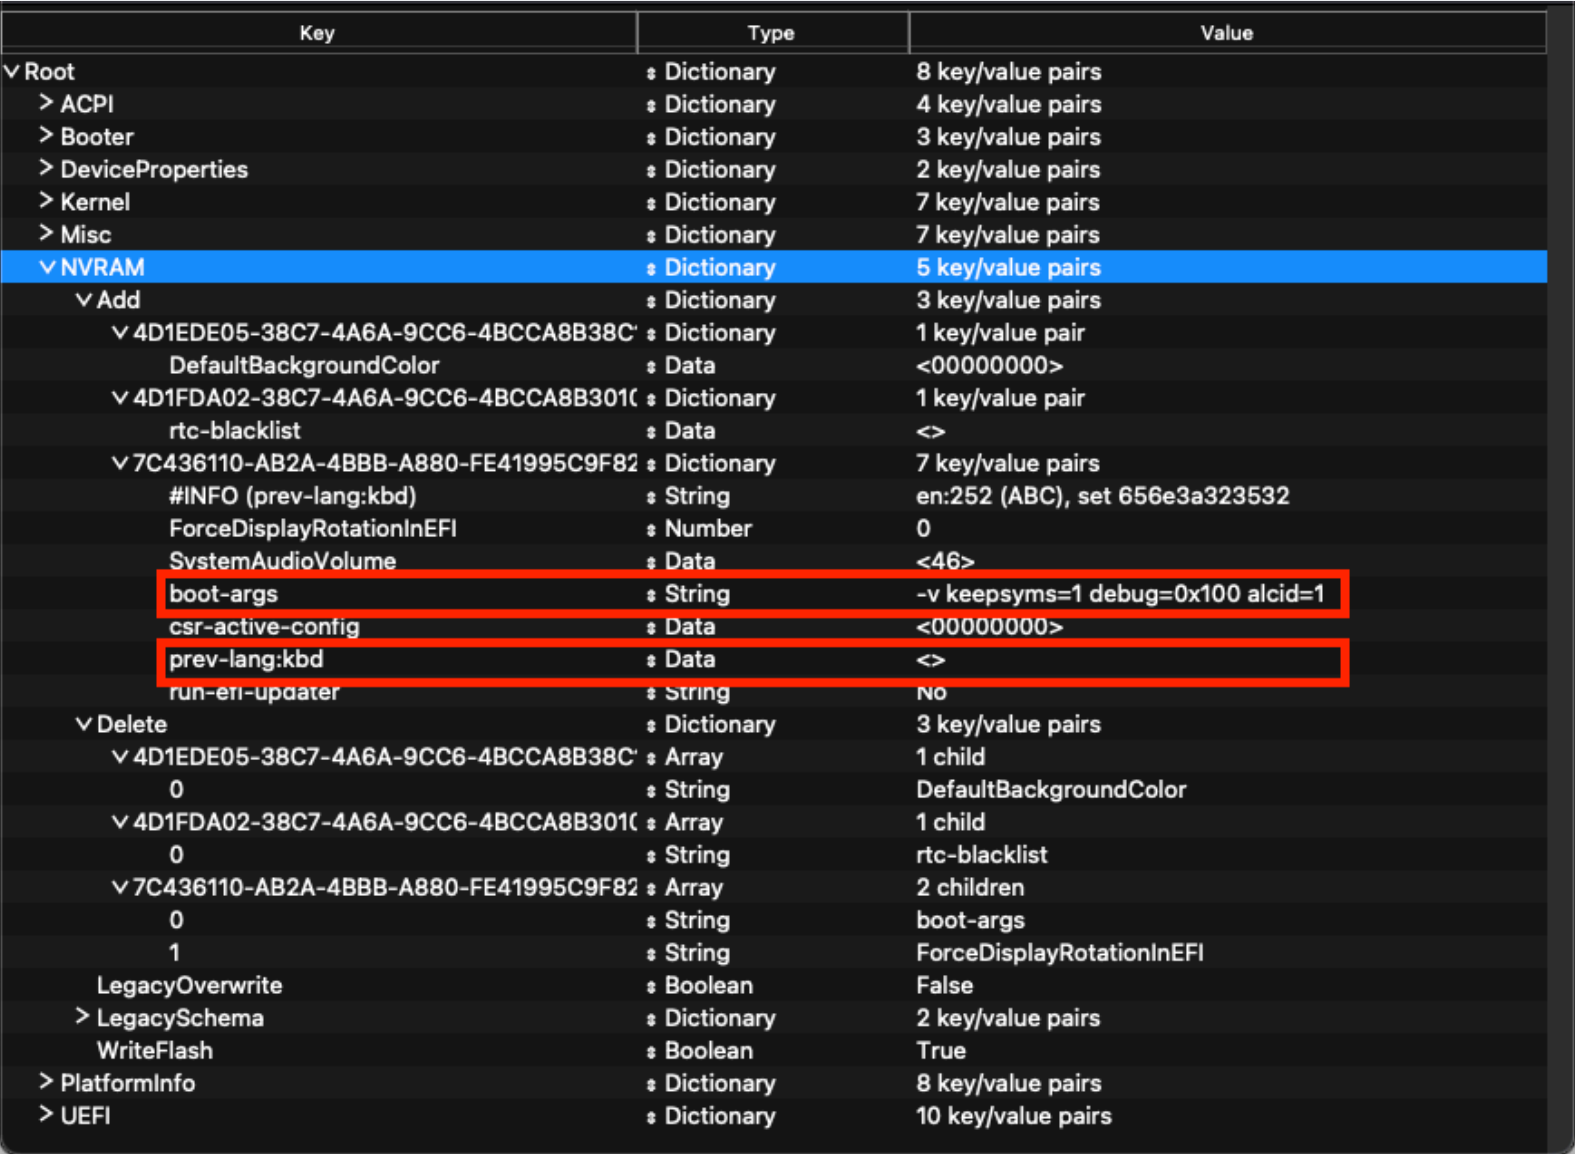 Key Type Value
Root Dictionary 8 key/value pairs
ACPI Dictionary 4 key/value pairs
Booter Dictionary 3 key/value pairs
DeviceProperties Dictionary 2 key/value pairs
Kernel Dictionary 7 key/value pairs
Misc Dictionary 7 key/value pairs
NVRAM Dictionary 5 key/value pairs
Add Dictionary 3 key/value pairs
4D1EDE05-38C7-4A6A-9CC6-4BCCA8B38C Dictionary 1 key/value pair
DefaultBackgroundColor Data <00000000>
4D1FDA02-38C7-4A6A-9CC6-4BCCA8B301 Dictionary 1 key/value pair
rtc-blacklist Data <>
7C436110-AB2A-4BBB-A880-FE41995C9F82 Dictionary 7 key/value pairs
#INFO (prev-lang:kbd) String en:252 (ABC), set 656e3a323532
ForceDisplayRotationInEFI Number 0
SystemAudioVolume Data <46>
boot-args String -v keepsyms=1 debug=0x100 alcid=1
csr-active-config Data <00000000>
prev-lang:kbd Data <>
run-efi-updater String No
Delete Dictionary 3 key/value pairs
4D1EDE05-38C7-4A6A-9CC6-4BCCA8B38C Array 1 child
0 String DefaultBackgroundColor
4D1FDA02-38C7-4A6A-9CC6-4BCCA8B301 Array 1 child
0 String rtc-blacklist
7C436110-AB2A-4BBB-A880-FE41995C9F82 Array 2 children
0 String boot-args
1 String ForceDisplayRotationInEFI
LegacyOverwrite Boolean False
LegacySchema Dictionary 2 key/value pairs
WriteFlash Boolean True
PlatformInfo Dictionary 8 key/value pairs
UEFI Dictionary 10 key/value pairs